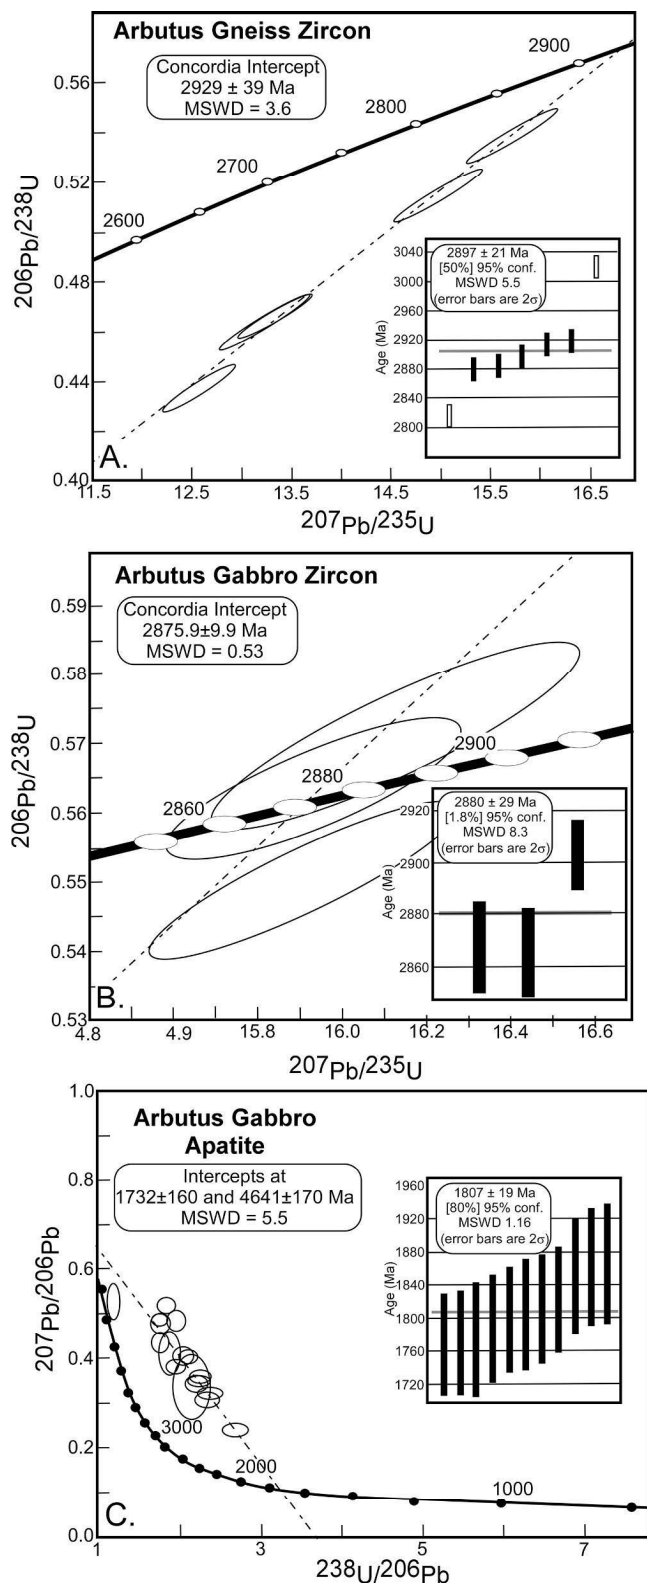 Arbutus Gneiss Zircon
Concordia Intercept
2929 ± 39 Ma
MSWD = 3.6
2900
2800
2700
2600
0.56
0.52
0.48
0.44
0.40
206Pb/238U
2897 ± 21 Ma
[50%] 95% conf.
MSWD 5.5
(error bars are 2σ)
3040
3000
2960
2920
2880
2840
2800
Age (Ma)
A.
11.5 12.5 13.5 14.5 15.5 16.5
207Pb/235U
Arbutus Gabbro Zircon
Concordia Intercept
2875.9±9.9 Ma
MSWD = 0.53
0.59
0.58
0.57
0.56
0.55
0.54
0.53
206Pb/238U
2900
2880
2860
2880 ± 29 Ma
[1.8%] 95% conf.
MSWD 8.3
(error bars are 2σ)
2920
2900
2880
2860
Age (Ma)
B.
4.8 4.9 15.8 16.0 16.2 16.4 16.6
207Pb/235U
Arbutus Gabbro
Apatite
Intercepts at
1732±160 and 4641±170 Ma
MSWD = 5.5
1.0
0.8
0.6
0.4
0.2
0.0
207Pb/206Pb
1807 ± 19 Ma
[80%] 95% conf.
MSWD 1.16
(error bars are 2σ)
1960
1920
1880
1840
1800
1760
1720
Age (Ma)
3000
2000
1000
C.
1 3 5 7
238U/206Pb